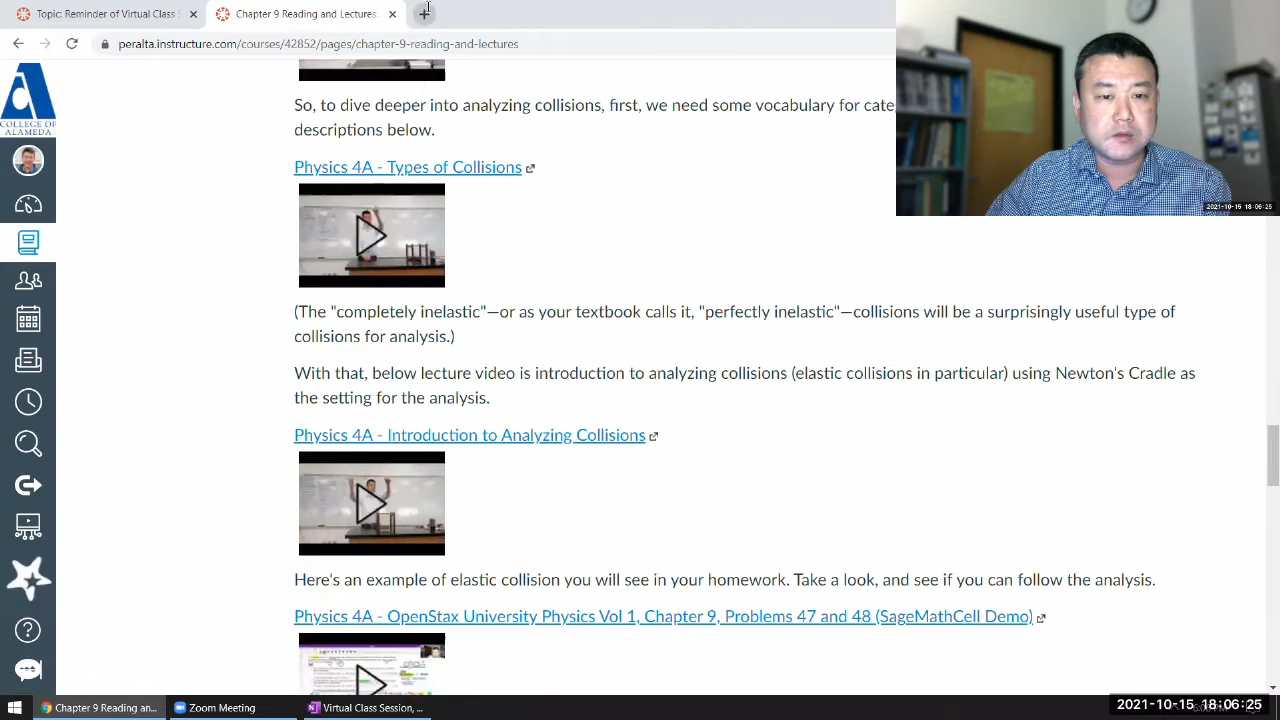 Topic: Reminder of Virtual Class S
Chapter 9 Reading and Lectures:
peralta.instructure.com/courses/42852/pages/chapter-9-reading-and-lectures
COLLEGE OF
ALAMEDA
So, to dive deeper into analyzing collisions, first, we need some vocabulary for cate
descriptions below.
Physics 4A - Types of Collisions
(The "completely inelastic"—or as your textbook calls it, "perfectly inelastic"—collisions will be a surprisingly useful type of
collisions for analysis.)
With that, below lecture video is introduction to analyzing collisions (elastic collisions in particular) using Newton's Cradle as
the setting for the analysis.
Physics 4A - Introduction to Analyzing Collisions
Here's an example of elastic collision you will see in your homework. Take a look, and see if you can follow the analysis.
Physics 4A - OpenStax University Physics Vol 1, Chapter 9, Problems 47 and 48 (SageMathCell Demo)
2021-10-15 18:06:25
Chapter 9 Reading an...
Zoom Meeting
Virtual Class Session, ...
2021-10-15 18:06:25